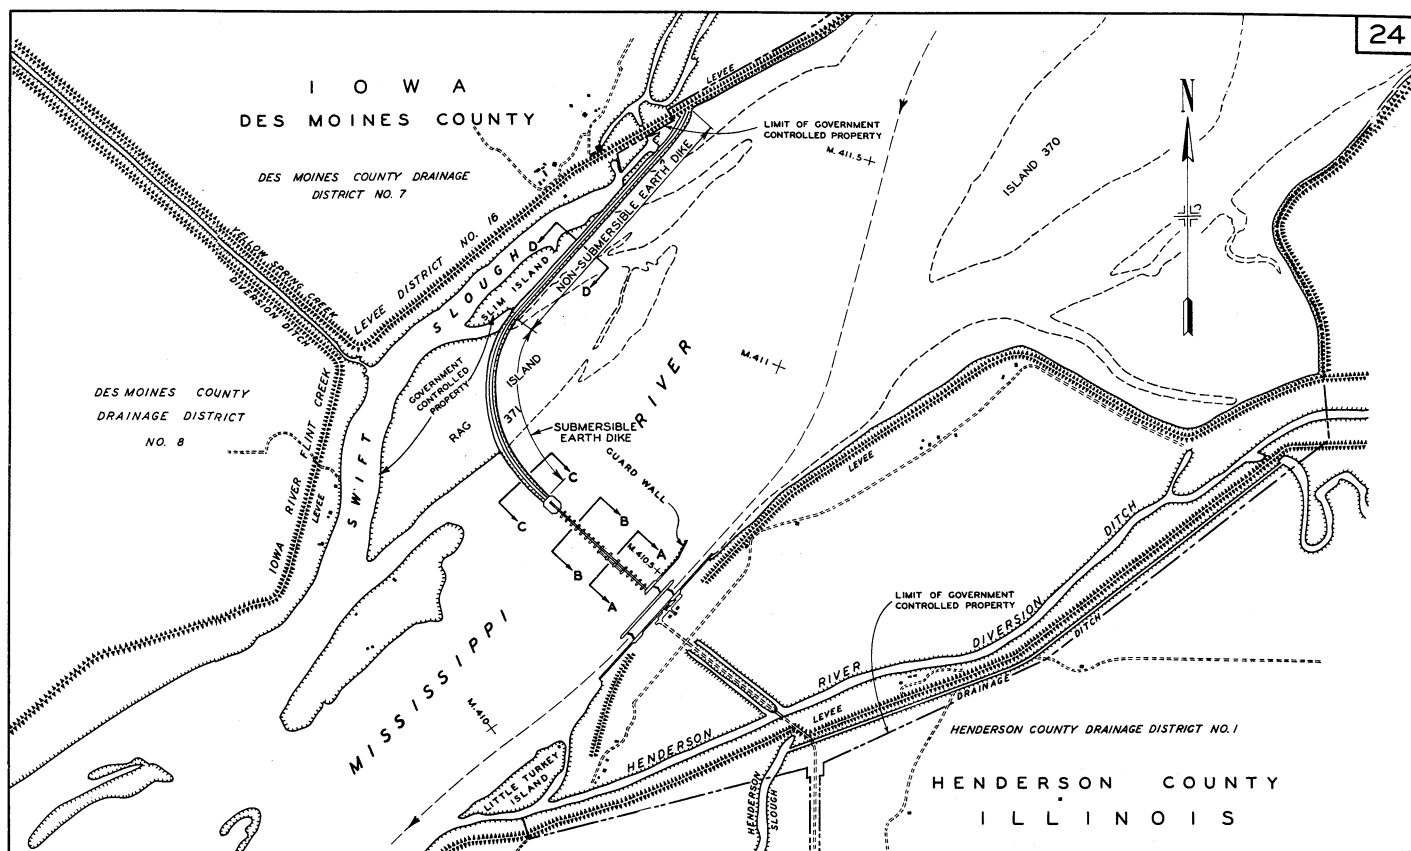 24
IOWA
DES MOINES COUNTY
DES MOINES COUNTY DRAINAGE
DISTRICT NO. 7
LEVEE
LIMIT OF GOVERNMENT
CONTROLLED PROPERTY
M. 411.5
ISLAND 370
N
YELLOW SPRING CREEK
DIVERSION DITCH
LEVEE DISTRICT NO. 16
SLOUGH
SWIFT
SLIM ISLAND
NON-SUBMERSIBLE EARTH DIKE
D
D
GOVERNMENT
CONTROLLED
PROPERTY
RAG
ISLAND
371
SUBMERSIBLE
EARTH DIKE
RIVER
M. 411
DES MOINES COUNTY
DRAINAGE DISTRICT
NO. 8
IOWA RIVER FLINT CREEK
LEVEE
GUARD WALL
C
C
B
B
A
A
M. 410.5
LEVEE
MISSISSIPPI
M. 410
LIMIT OF GOVERNMENT
CONTROLLED PROPERTY
HENDERSON RIVER DIVERSION DITCH
LEVEE
DRAINAGE DITCH
LITTLE TURKEY
ISLAND
HENDERSON
SLOUGH
HENDERSON COUNTY DRAINAGE DISTRICT NO. 1
HENDERSON COUNTY
ILLINOIS